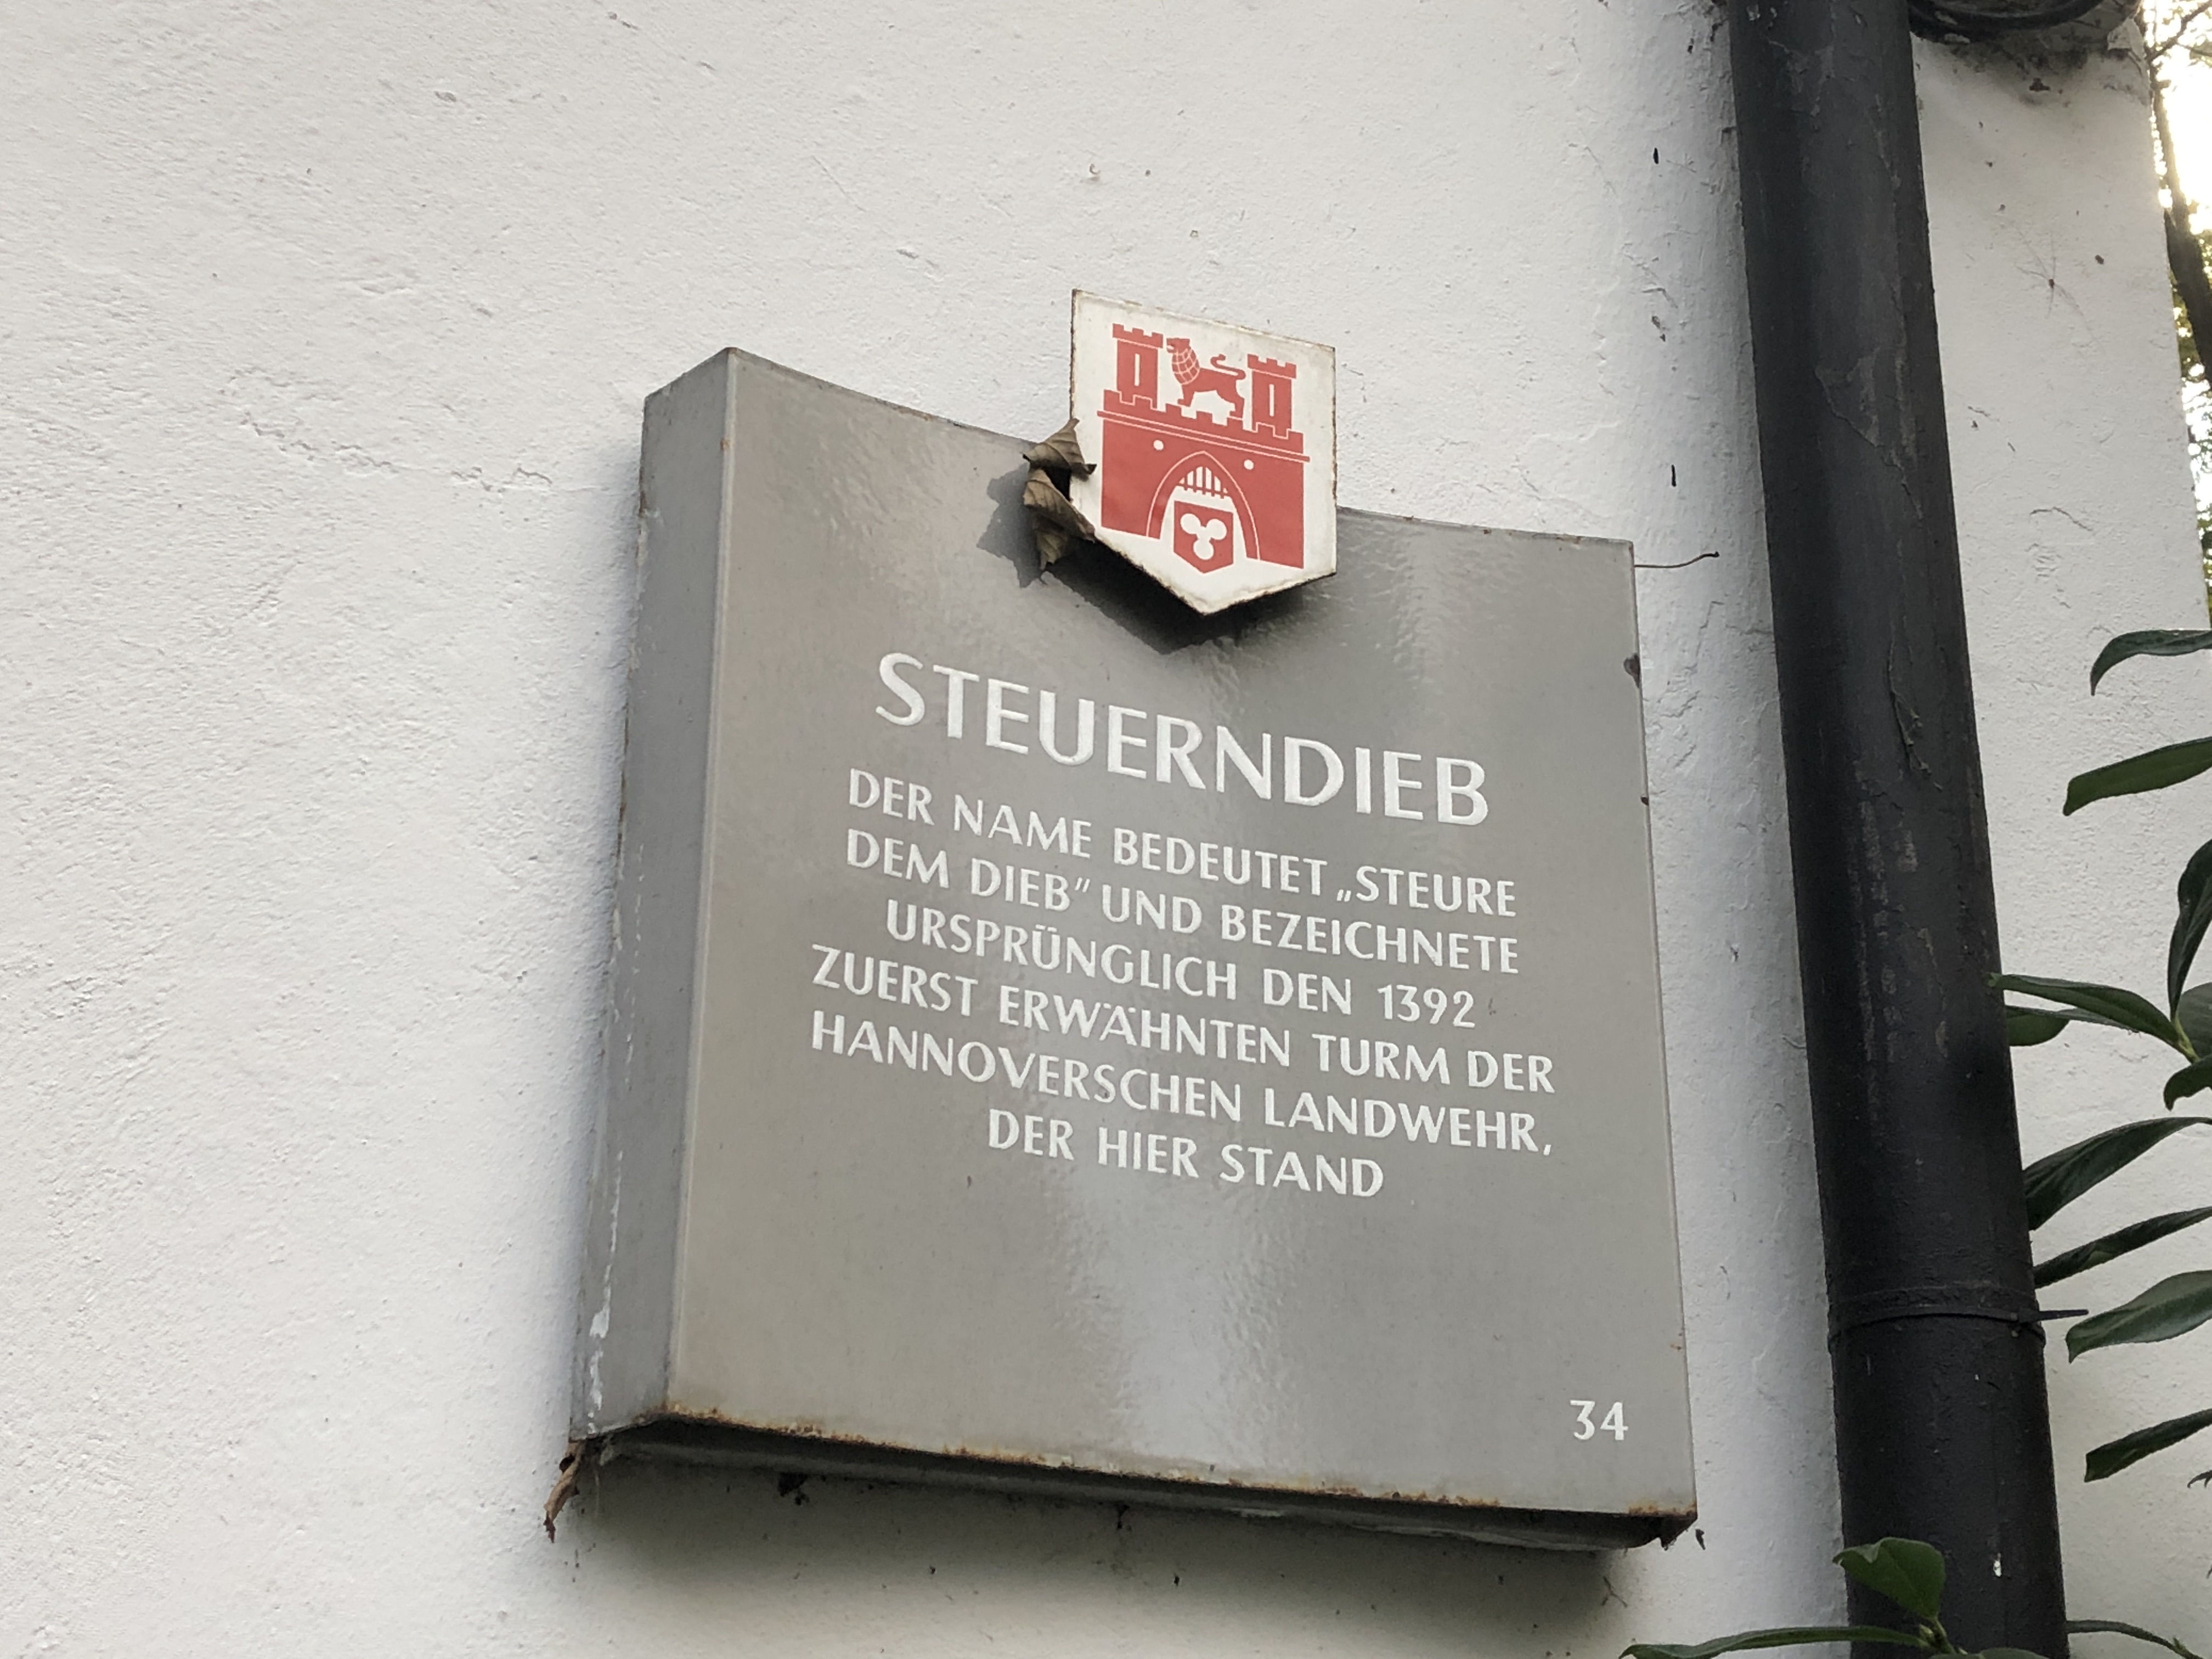 STEUERNDIEB
DER NAME BEDEUTET „STEURE
DEM DIEB" UND BEZEICHNETE
URSPRÜNGLICH DEN 1392
ZUERST ERWÄHNTEN TURM DER
HANNOVERSCHEN LANDWEHR,
DER HIER STAND
34